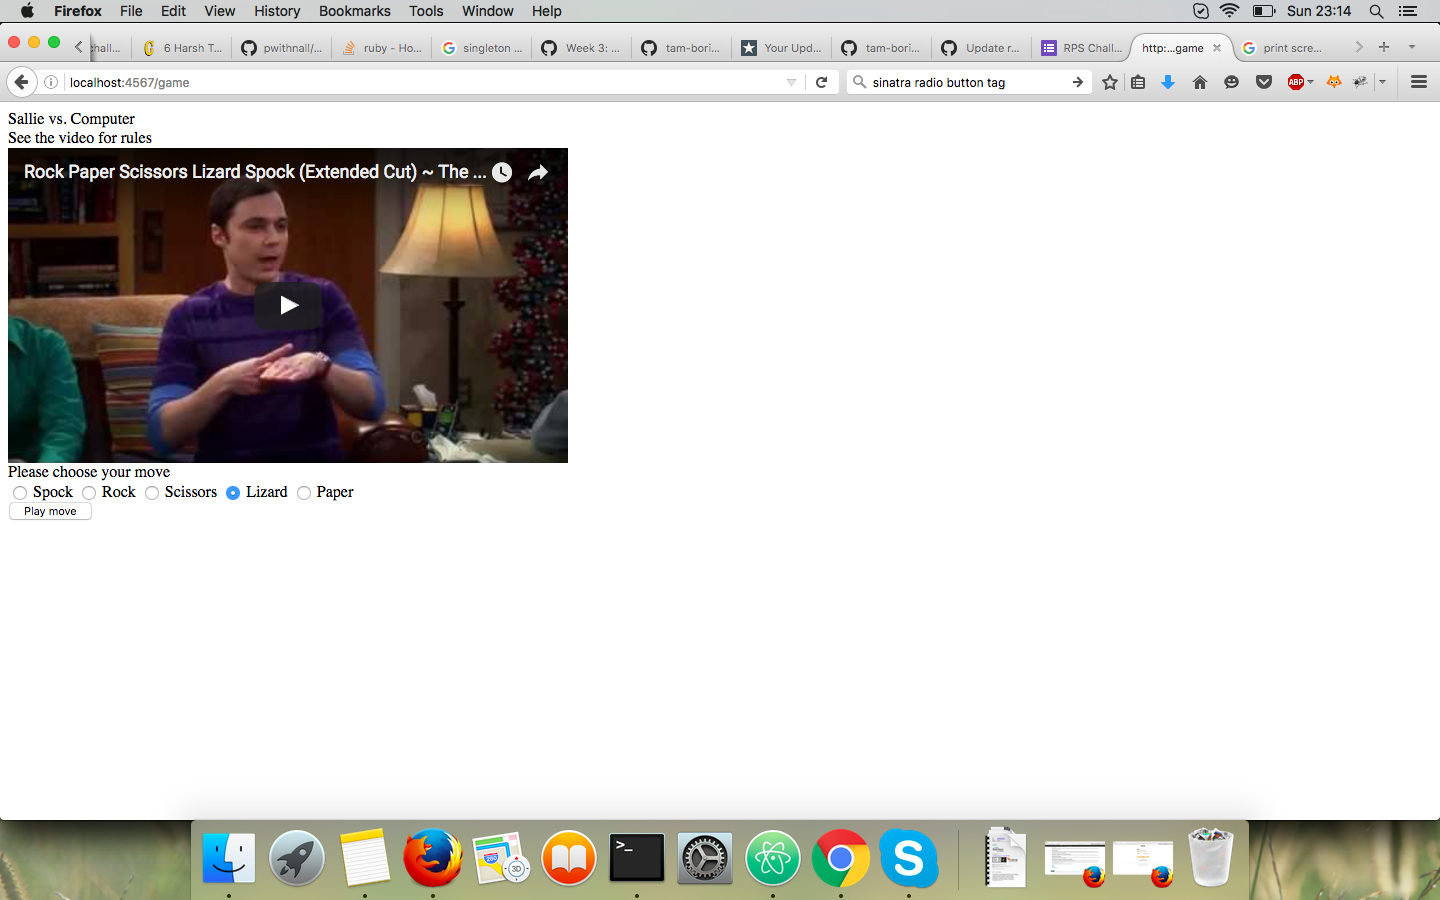 Firefox File Edit View History Bookmarks Tools Window Help Sun 23:14
chall... 6 Harsh T... pwithnall/... ruby - Ho... singleton ... Week 3: ... tam-bori... Your Upd... tam-bori... Update r... RPS Chall... http:...game print scre...
localhost:4567/game sinatra radio button tag ABP
Sallie vs. Computer
See the video for rules
Rock Paper Scissors Lizard Spock (Extended Cut) ~ The ...
Please choose your move
Spock Rock Scissors Lizard Paper
Play move
>_ 280 3D S